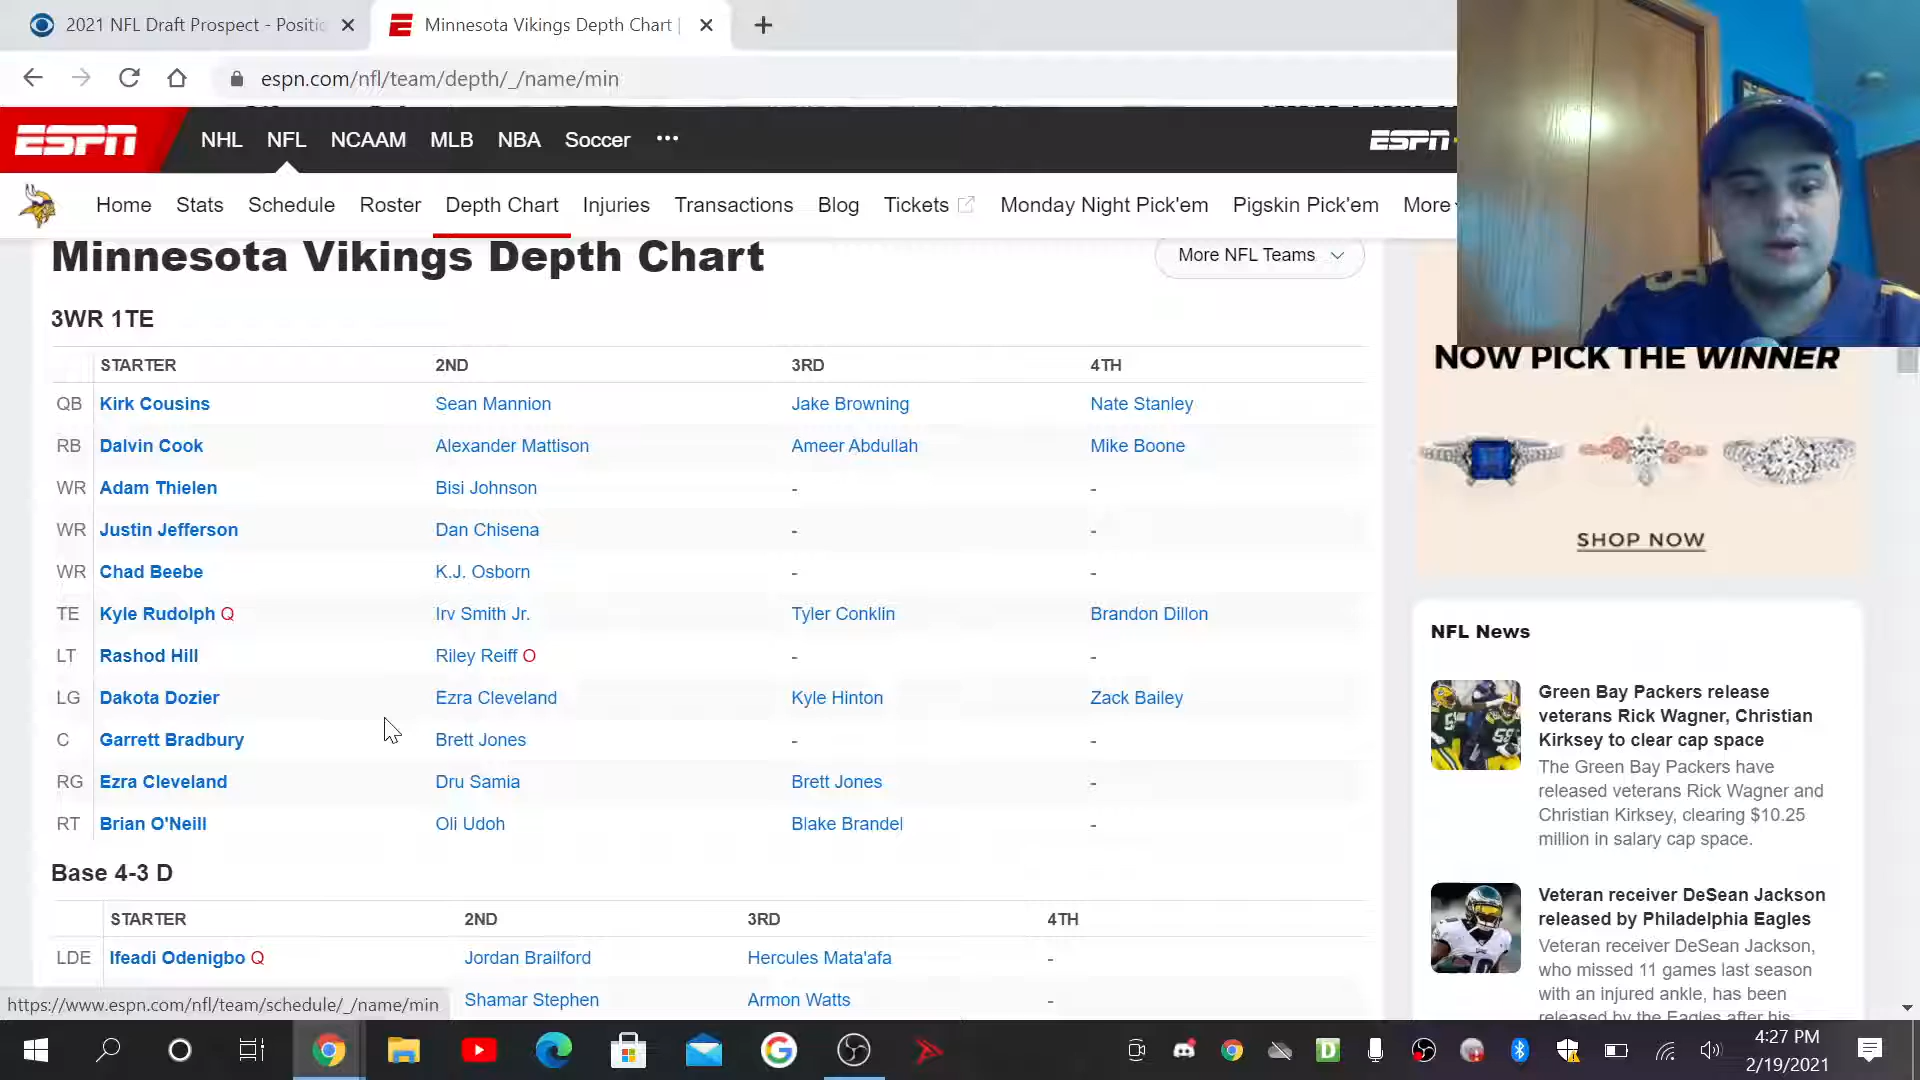 2021 NFL Draft Prospect - Positic
Minnesota Vikings Depth Chart |
espn.com/nfl/team/depth/_/name/min
ESPN NHL NFL NCAAM MLB NBA Soccer ••• ESPN
Home Stats Schedule Roster Depth Chart Injuries Transactions Blog Tickets Monday Night Pick'em Pigskin Pick'em More
Minnesota Vikings Depth Chart
More NFL Teams
3WR 1TE
STARTER 2ND 3RD 4TH
QB Kirk Cousins Sean Mannion Jake Browning Nate Stanley
RB Dalvin Cook Alexander Mattison Ameer Abdullah Mike Boone
WR Adam Thielen Bisi Johnson - -
WR Justin Jefferson Dan Chisena - -
WR Chad Beebe K.J. Osborn - -
TE Kyle Rudolph Q Irv Smith Jr. Tyler Conklin Brandon Dillon
LT Rashod Hill Riley Reiff O - -
LG Dakota Dozier Ezra Cleveland Kyle Hinton Zack Bailey
C Garrett Bradbury Brett Jones - -
RG Ezra Cleveland Dru Samia Brett Jones -
RT Brian O'Neill Oli Udoh Blake Brandel -
Base 4-3 D
STARTER 2ND 3RD 4TH
LDE Ifeadi Odenigbo Q Jordan Brailford Hercules Mata'afa -
Shamar Stephen Armon Watts -
https://www.espn.com/nfl/team/schedule/_/name/min
NOW PICK THE WINNER
SHOP NOW
NFL News
Green Bay Packers release
veterans Rick Wagner, Christian
Kirksey to clear cap space
The Green Bay Packers have
released veterans Rick Wagner and
Christian Kirksey, clearing $10.25
million in salary cap space.
Veteran receiver DeSean Jackson
released by Philadelphia Eagles
Veteran receiver DeSean Jackson,
who missed 11 games last season
with an injured ankle, has been
released by the Eagles after his
4:27 PM
2/19/2021